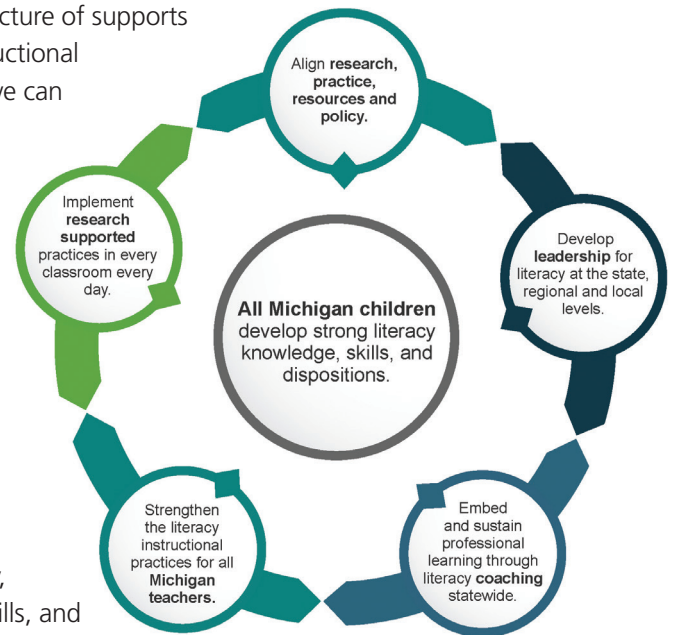 cture of supports
uctional
ve can
Align research,
practice,
resources and
policy.
Develop
leadership for
literacy at the state,
regional and local
levels.
Embed
and sustain
professional
learning through
literacy coaching
statewide.
Strengthen
the literacy
instructional
practices for all
Michigan
teachers.
Implement
research
supported
practices in every
classroom every
day.
All Michigan children
develop strong literacy
knowledge, skills, and
dispositions.
ills, and